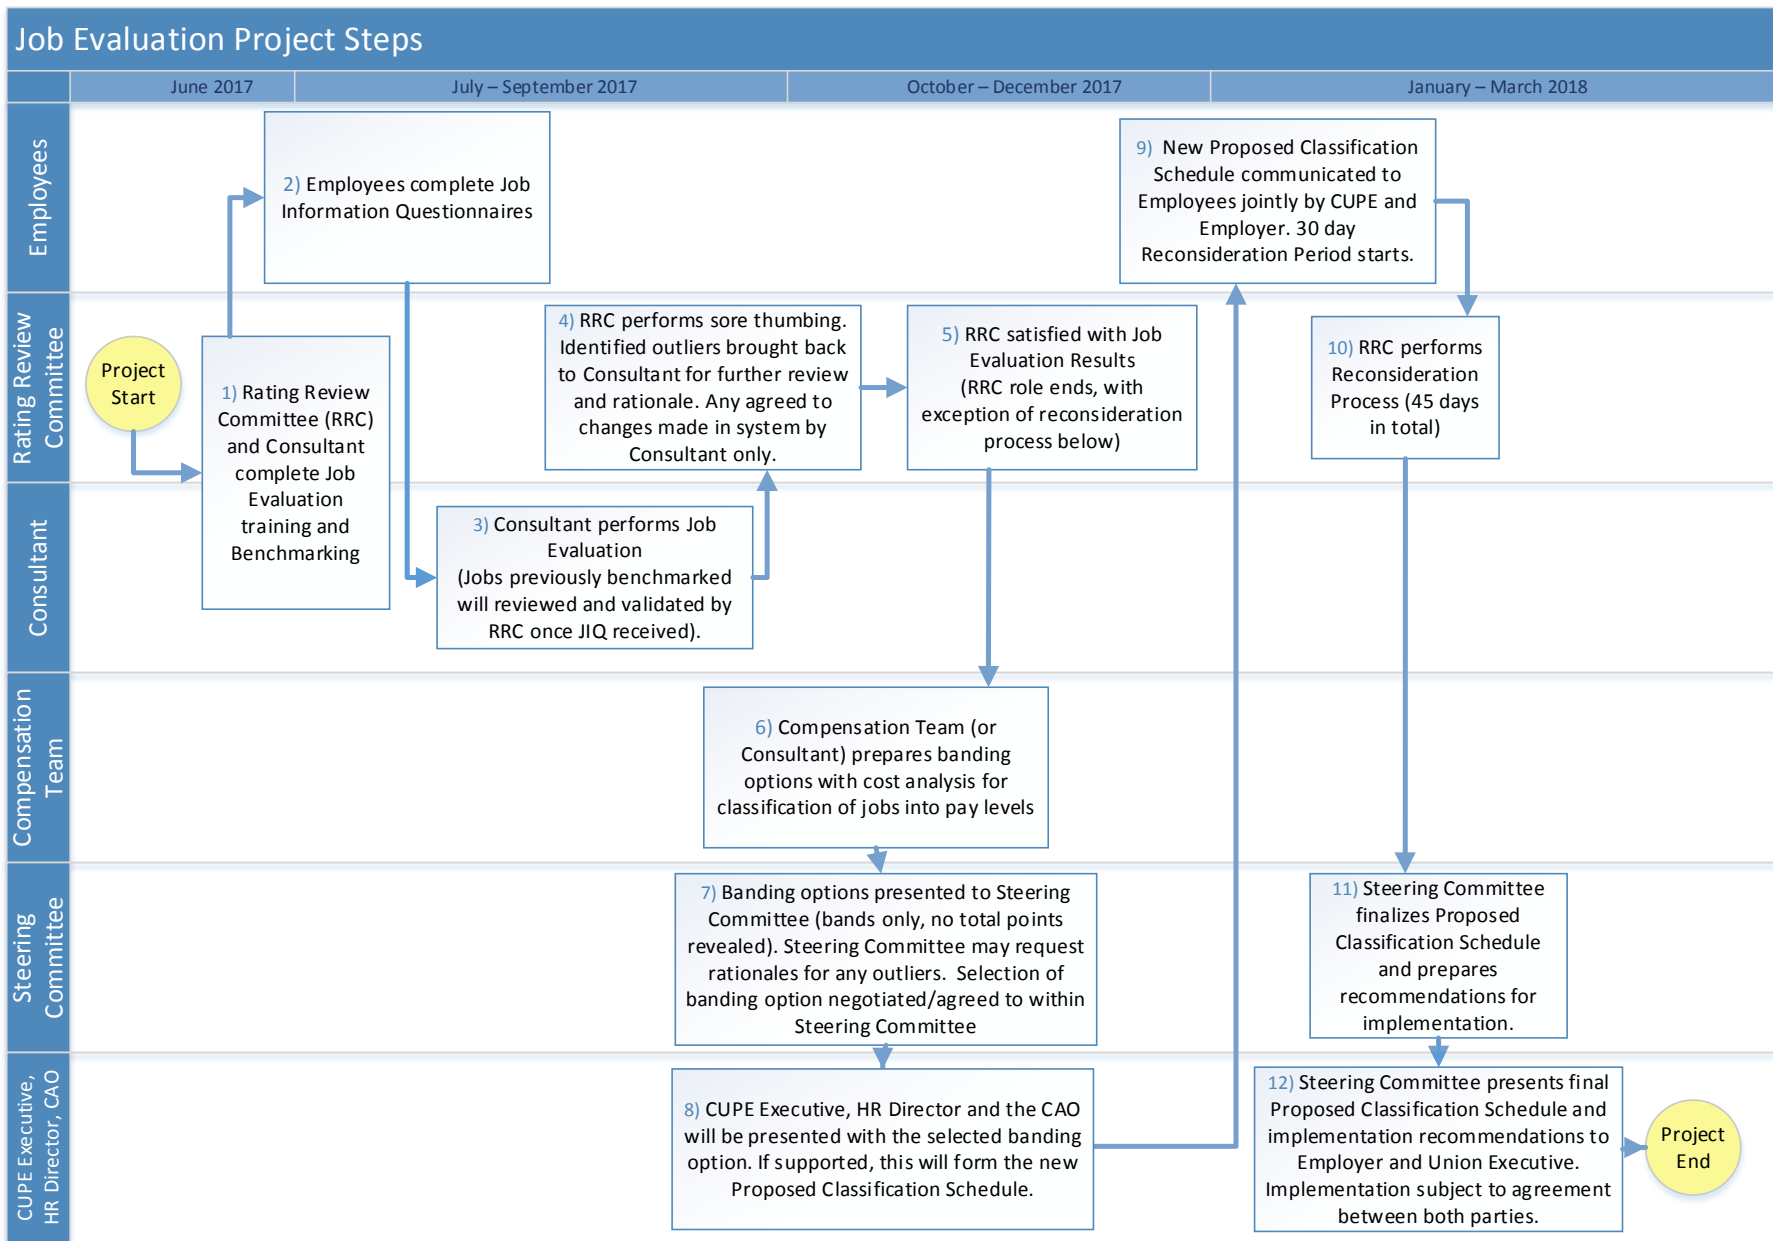 Job Evaluation Project Steps
June 2017
July – September 2017
October – December 2017
January – March 2018
Employees
2) Employees complete Job
Information Questionnaires
9) New Proposed Classification
Schedule communicated to
Employees jointly by CUPE and
Employer. 30 day
Reconsideration Period starts.
Rating Review
Committee
Project
Start
1) Rating Review
Committee (RRC)
and Consultant
complete Job
Evaluation
training and
Benchmarking
4) RRC performs sore thumbing.
Identified outliers brought back
to Consultant for further review
and rationale. Any agreed to
changes made in system by
Consultant only.
5) RRC satisfied with Job
Evaluation Results
(RRC role ends, with
exception of reconsideration
process below)
10) RRC performs
Reconsideration
Process (45 days
in total)
Consultant
3) Consultant performs Job
Evaluation
(Jobs previously benchmarked
will reviewed and validated by
RRC once JIQ received).
Compensation
Team
6) Compensation Team (or
Consultant) prepares banding
options with cost analysis for
classification of jobs into pay levels
Steering
Committee
7) Banding options presented to Steering
Committee (bands only, no total points
revealed). Steering Committee may request
rationales for any outliers. Selection of
banding option negotiated/agreed to within
Steering Committee
11) Steering Committee
finalizes Proposed
Classification Schedule
and prepares
recommendations for
implementation.
CUPE Executive,
HR Director, CAO
8) CUPE Executive, HR Director and the CAO
will be presented with the selected banding
option. If supported, this will form the new
Proposed Classification Schedule.
12) Steering Committee presents final
Proposed Classification Schedule and
implementation recommendations to
Employer and Union Executive.
Implementation subject to agreement
between both parties.
Project
End